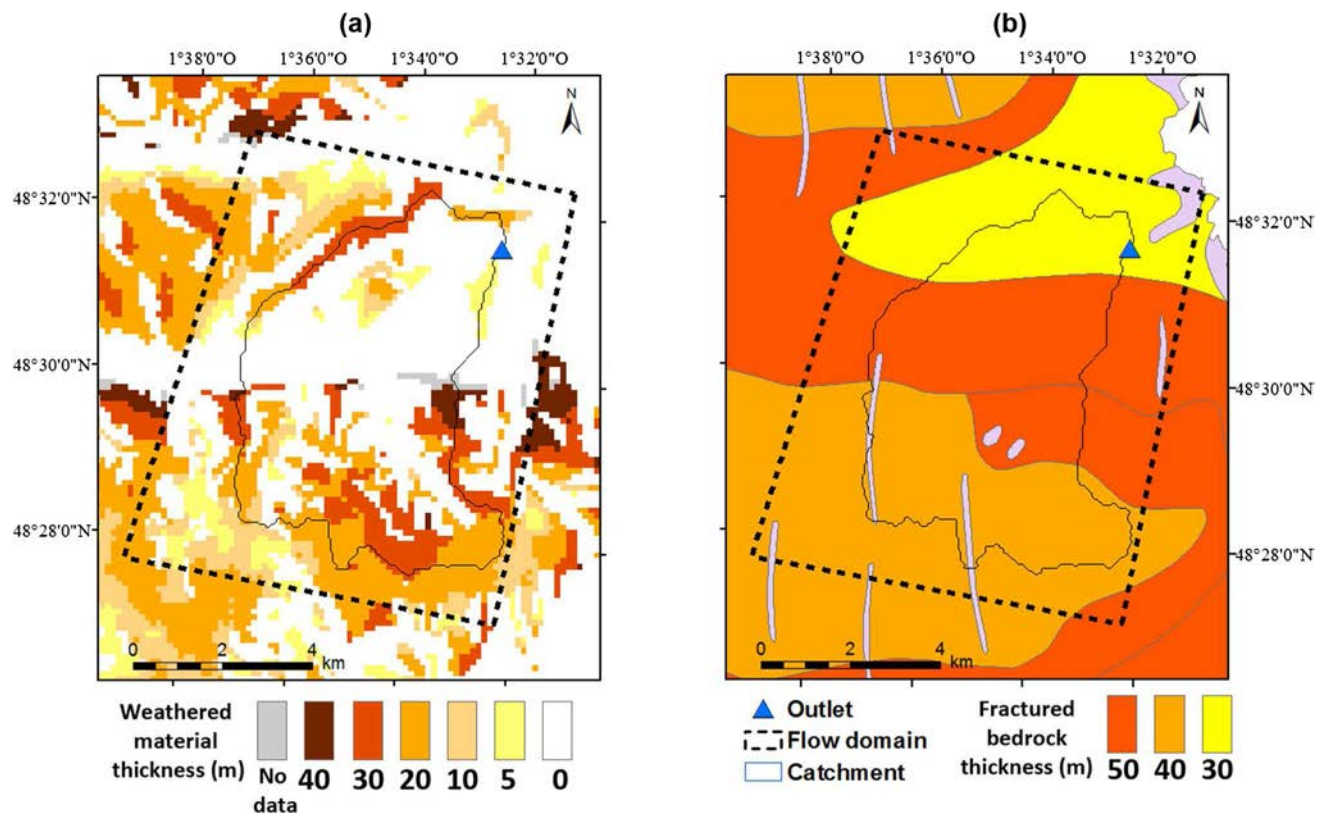 (a)
(b)
1°38'0"O 1°36'0"O 1°34'0"O 1°32'0"O
1°38'0"O 1°36'0"O 1°34'0"O 1°32'0"O
N
N
48°32'0"N
48°30'0"N
48°28'0"N
48°32'0"N
48°30'0"N
48°28'0"N
0 2 4
km
0 2 4
km
Weathered
material
thickness (m)
No
data
40 30 20 10 5 0
Outlet
Flow domain
Catchment
Fractured
bedrock
thickness (m)
50 40 30